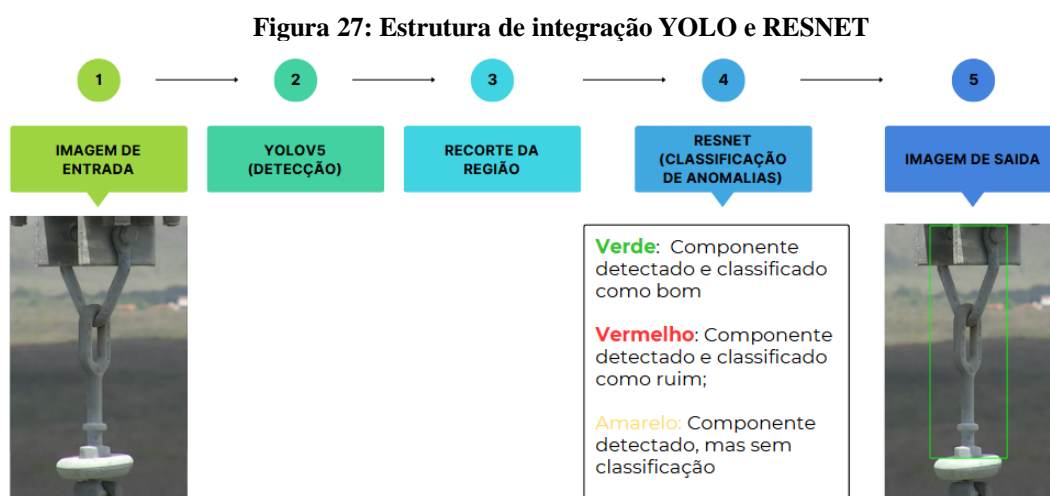 Figura 27: Estrutura de integração YOLO e RESNET
1
2
3
4
5
IMAGEM DE
ENTRADA
YOLOV5
(DETECÇÃO)
RECORTE DA
REGIÃO
RESNET
(CLASSIFICAÇÃO
DE ANOMALIAS)
IMAGEM DE SAIDA
Verde: Componente
detectado e classificado
como bom
Vermelho: Componente
detectado e classificado
como ruim;
Amarelo: Componente
detectado, mas sem
classificação